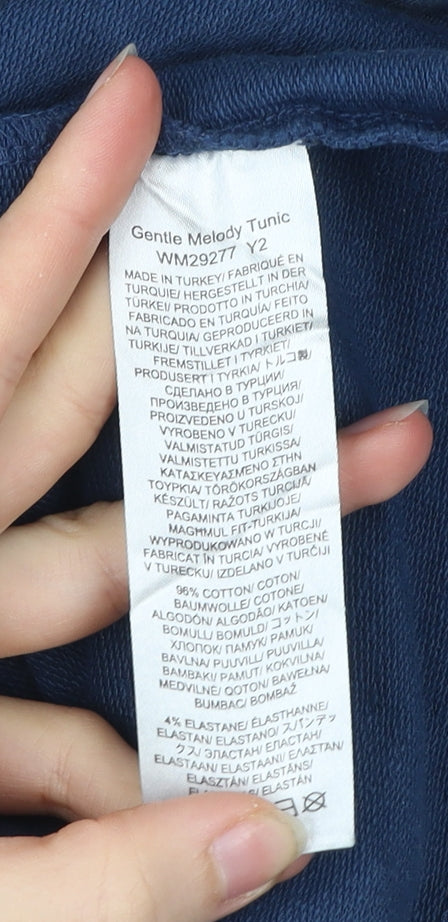 Gentle Melody Tunic
WM29277 Y2
MADE IN TURKEY/ FABRIQUÉ EN
TURQUIE/ HERGESTELLT IN DER
TÜRKEI/ PRODOTTO IN TURCHIA/
FABRICADO EN TURQUÍA/ FEITO
NA TURQUIA/ GEPRODUCEERD IN
TURKIJE/ TILLVERKAD I TURKIET/
FREMSTILLET I TYRKIET/
PRODUSERT I TYRKIA/ トルコ製/
СДЕЛАНО В ТУРЦИИ/
ПРОИЗВЕДЕНО В ТУРЦИЯ/
PROIZVEDENO U TURSKOJ/
VYROBENO V TURECKU/
VALMISTATUD TÜRGIS/
VALMISTETTU TURKISSA/
ΚΑΤΑΣΚΕΥΑΣΜΕΝΟ ΣΤΗΝ
ΤΟΥΡΚΙΑ/ TÖRÖKORSZÁGBAN
KÉSZÜLT/ RAŽOTS TURCIJĀ/
PAGAMINTA TURKIJOJE/
MAGĦMUL FIT-TURKIJA/
WYPRODUKOWANO W TURCJI/
FABRICAT ÎN TURCIA/ VYROBENÉ
V TURECKU/ IZDELANO V TURČIJI
96% COTTON/ COTON/
BAUMWOLLE/ COTONE/
ALGODÓN/ ALGODÃO/ KATOEN/
BOMULL/ BOMULD/ コットン/
ХЛОПОК/ ПАМУК/ PAMUK/
BAVLNA/ PUUVILL/ PUUVILLA/
ΒΑΜΒΑΚΙ/ PAMUT/ KOKVILNA/
MEDVILNĖ/ QOTON/ BAWEŁNA/
BUMBAC/ BOMBAŽ
4% ELASTANE/ ÉLASTHANNE/
ELASTAN/ ELASTANO/ スパンデッ
クス/ ЭЛАСТАН/ ЕЛАСТАН/
ELASTAAN/ ELASTAANI/ ΕΛΑΣΤΑΝ/
ELASZTÁN/ ELASTĀNS/
ELASTÁN